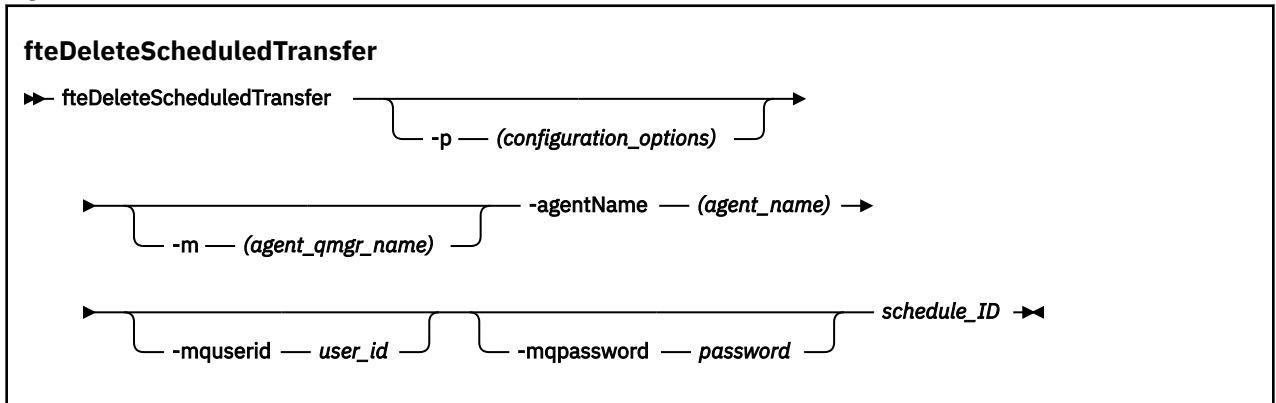 fteDeleteScheduledTransfer
fteDeleteScheduledTransfer
-p — (configuration_options)
-agentName — (agent_name)
-m — (agent_qmgr_name)
schedule_ID
-mquserid — user_id -mqpassword — password